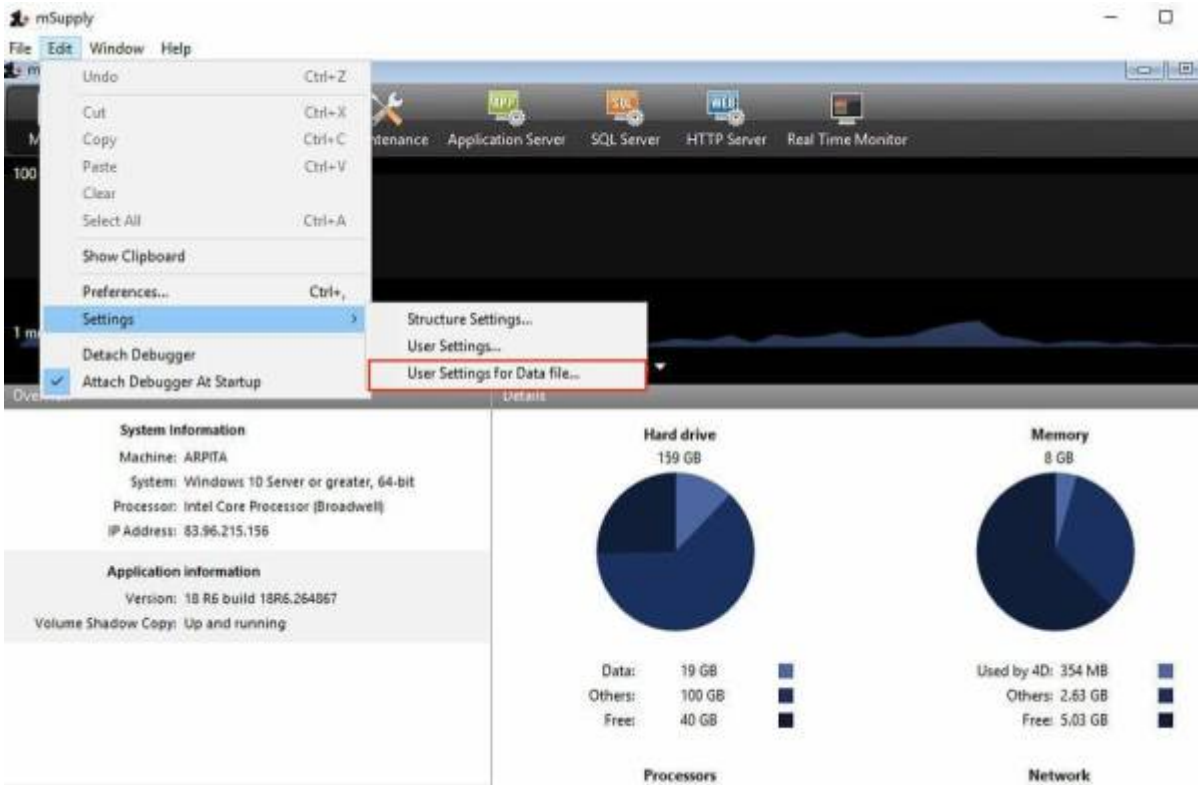 mSupply
File Edit Window Help
m
Undo Ctrl+Z
Cut Ctrl+X
Copy Ctrl+C
Paste Ctrl+V
Clear
Select All Ctrl+A
Show Clipboard
Preferences... Ctrl+,
Settings
Detach Debugger
Attach Debugger At Startup
Structure Settings...
User Settings...
User Settings for Data file...
M
tenance Application Server SQL Server HTTP Server Real Time Monitor
APP SQL WEB
100
1 m
Ove
Details
System Information
Machine: ARPITA
System: Windows 10 Server or greater, 64-bit
Processor: Intel Core Processor (Broadwell)
IP Address: 83.96.215.156
Application information
Version: 18 R6 build 18R6.264867
Volume Shadow Copy: Up and running
Hard drive
159 GB
Data: 19 GB
Others: 100 GB
Free: 40 GB
Memory
8 GB
Used by 4D: 354 MB
Others: 2.63 GB
Free: 5.03 GB
Processors
Network